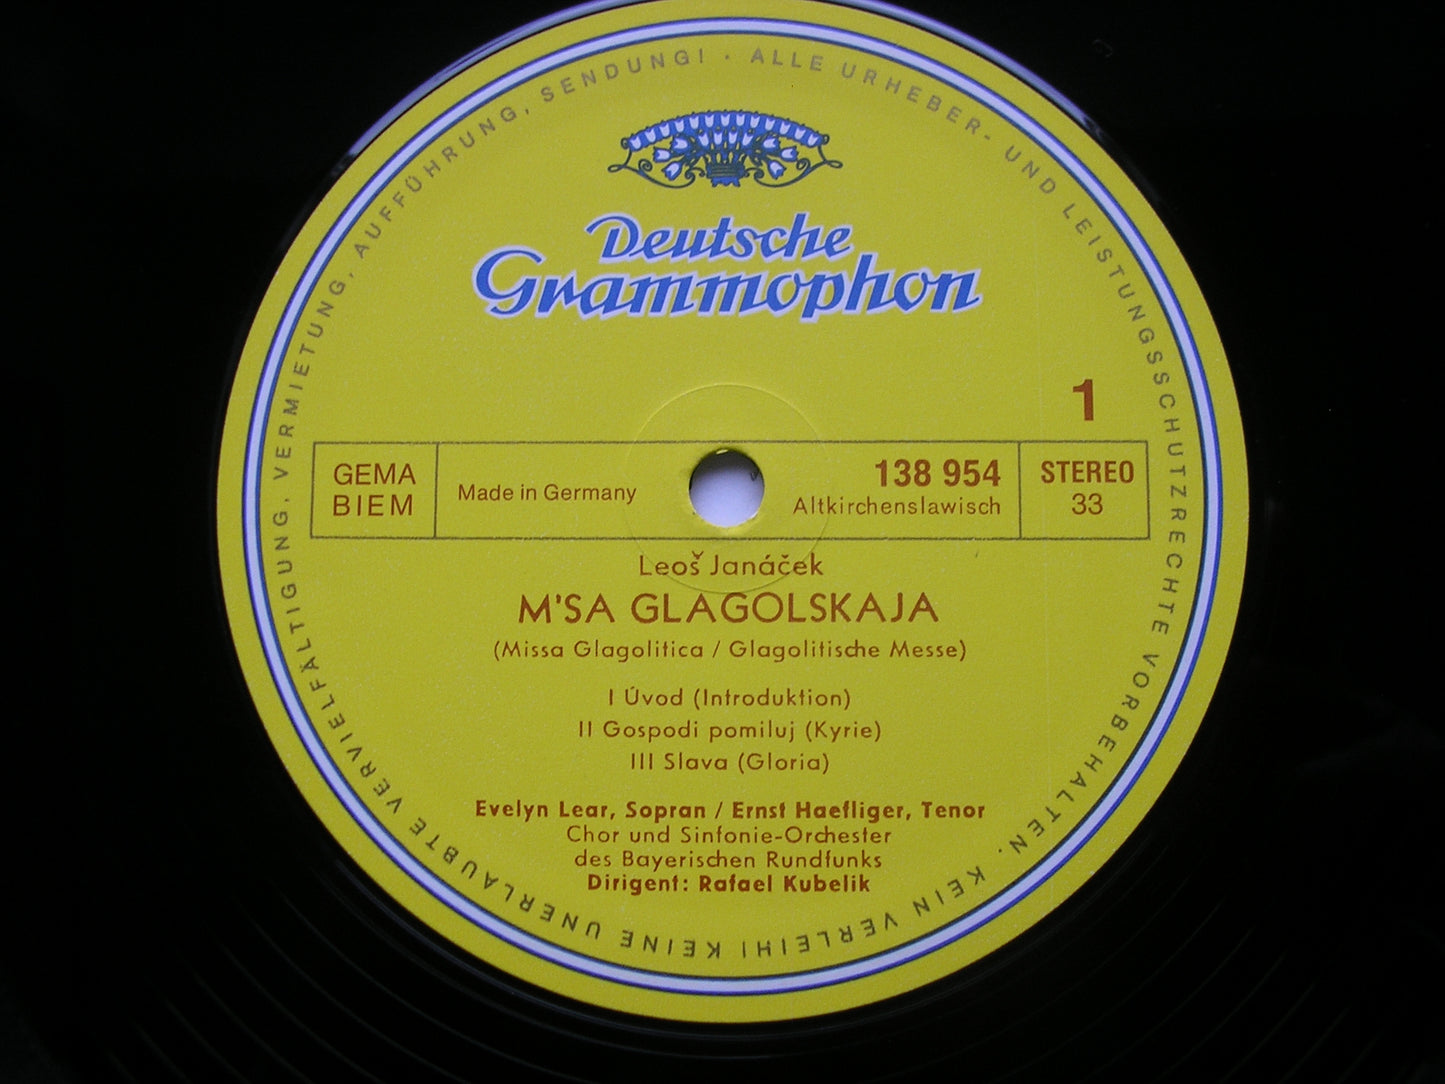 ALLE URHEBER- UND LEISTUNGSSCHUTZRECHTE VORBEHALTEN. KEIN VERLEIH! KEINE UNERLAUBTE VERVIELFÄLTIGUNG, VERMIETUNG, AUFFÜHRUNG, SENDUNG! ·
Deutsche
Grammophon
1
GEMA
BIEM
Made in Germany
138 954
Altkirchenslawisch
STEREO
33
Leoš Janáček
M'SA GLAGOLSKAJA
(Missa Glagolitica / Glagolitische Messe)
I Úvod (Introduktion)
II Gospodi pomiluj (Kyrie)
III Slava (Gloria)
Evelyn Lear, Sopran / Ernst Haefliger, Tenor
Chor und Sinfonie-Orchester
des Bayerischen Rundfunks
Dirigent: Rafael Kubelik